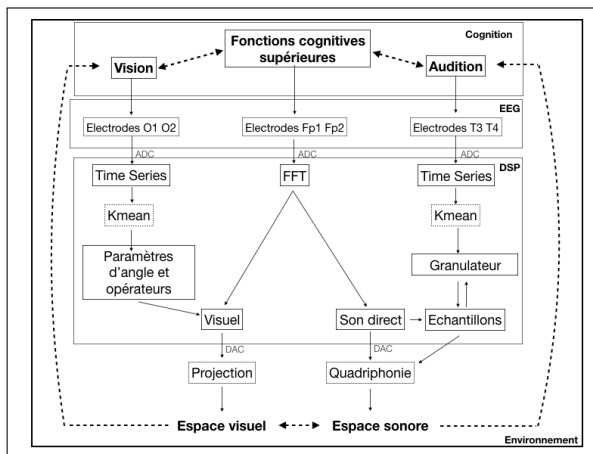 Cognition
Fonctions cognitives
supérieures
Vision
Audition
EEG
Electrodes O1 O2
Electrodes Fp1 Fp2
Electrodes T3 T4
ADC
ADC
ADC
DSP
Time Series
FFT
Time Series
Kmean
Kmean
Paramètres
d'angle et
opérateurs
Granulateur
Visuel
Son direct
Echantillons
DAC
DAC
Projection
Quadriphonie
Espace visuel
Espace sonore
Environnement